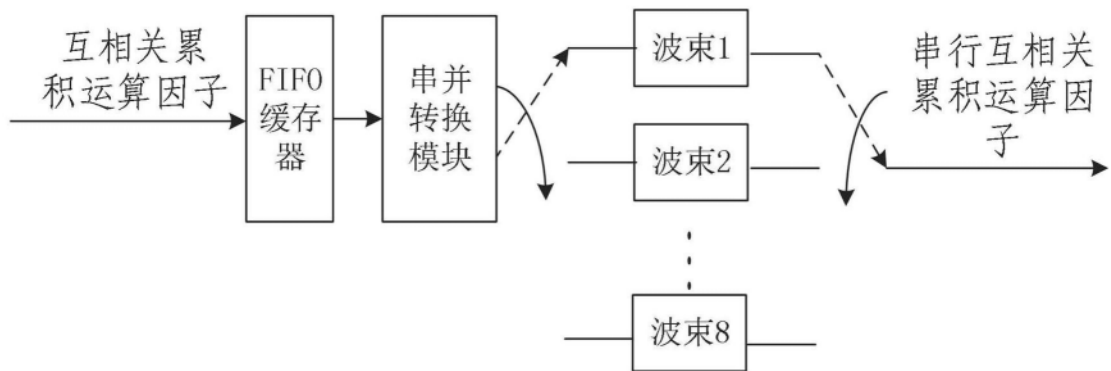 互相关累
积运算因子
FIFO
缓存
器
串并
转换
模块
波束1
波束2
波束8
串行互相关
累积运算因
子